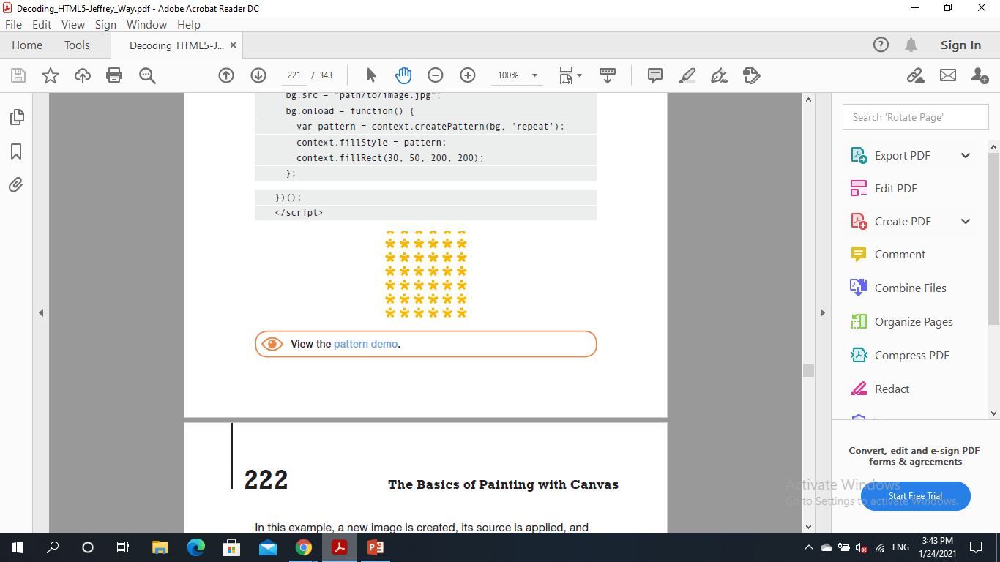 Decoding_HTML5-Jeffrey_Way.pdf - Adobe Acrobat Reader DC
File Edit View Sign Window Help
Home Tools Decoding_HTML5-J... ×
Sign In
221 / 343 100%
bg.src = "path/to/image.jpg";
bg.onload = function() {
var pattern = context.createPattern(bg, 'repeat');
context.fillStyle = pattern;
context.fillRect(30, 50, 200, 200);
};
})();
</script>
View the pattern demo.
222
The Basics of Painting with Canvas
In this example, a new image is created, its source is applied, and
Search 'Rotate Page'
Export PDF
Edit PDF
Create PDF
Comment
Combine Files
Organize Pages
Compress PDF
Redact
Convert, edit and e-sign PDF
forms & agreements
Activate Windows
Go to Settings to activate Windows.
Start Free Trial
ENG
3:43 PM
1/24/2021